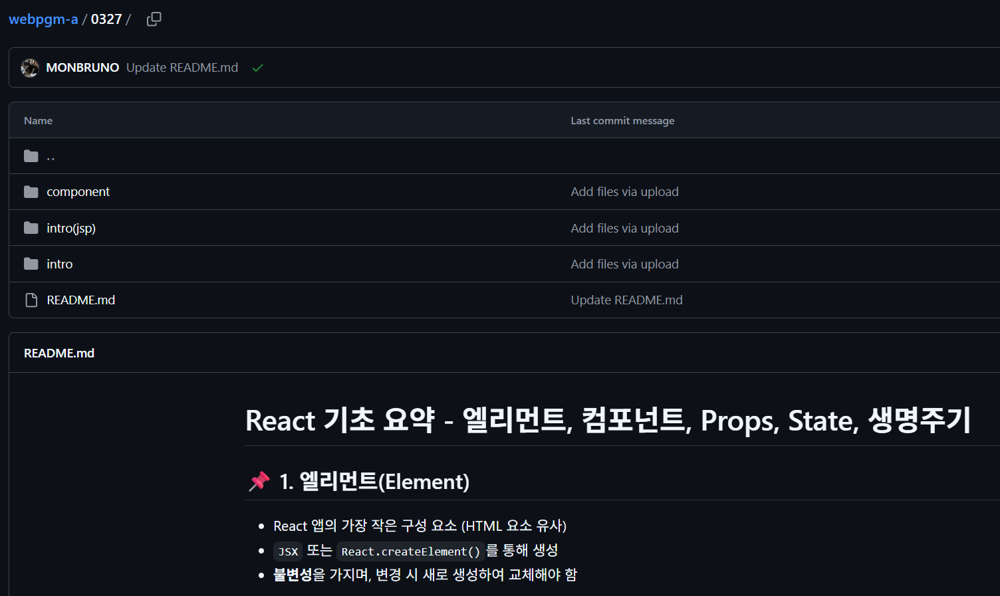 webpgm-a / 0327 /
MONBRUNO Update README.md
Name Last commit message
..
component Add files via upload
intro(jsp) Add files via upload
intro Add files via upload
README.md Update README.md
README.md
React 기초 요약 - 엘리먼트, 컴포넌트, Props, State, 생명주기
📌 1. 엘리먼트(Element)
• React 앱의 가장 작은 구성 요소 (HTML 요소 유사)
• JSX 또는 React.createElement() 를 통해 생성
• 불변성을 가지며, 변경 시 새로 생성하여 교체해야 함